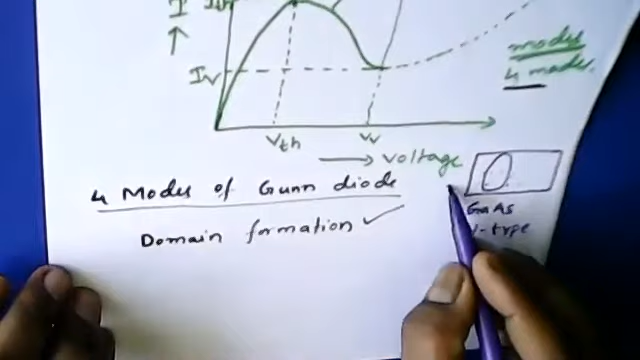 I
Iv
modes
4 modes.
Vth
Vv
→ voltage
4 Modes of Gunn diode
GaAs
-type
Domain formation ✓